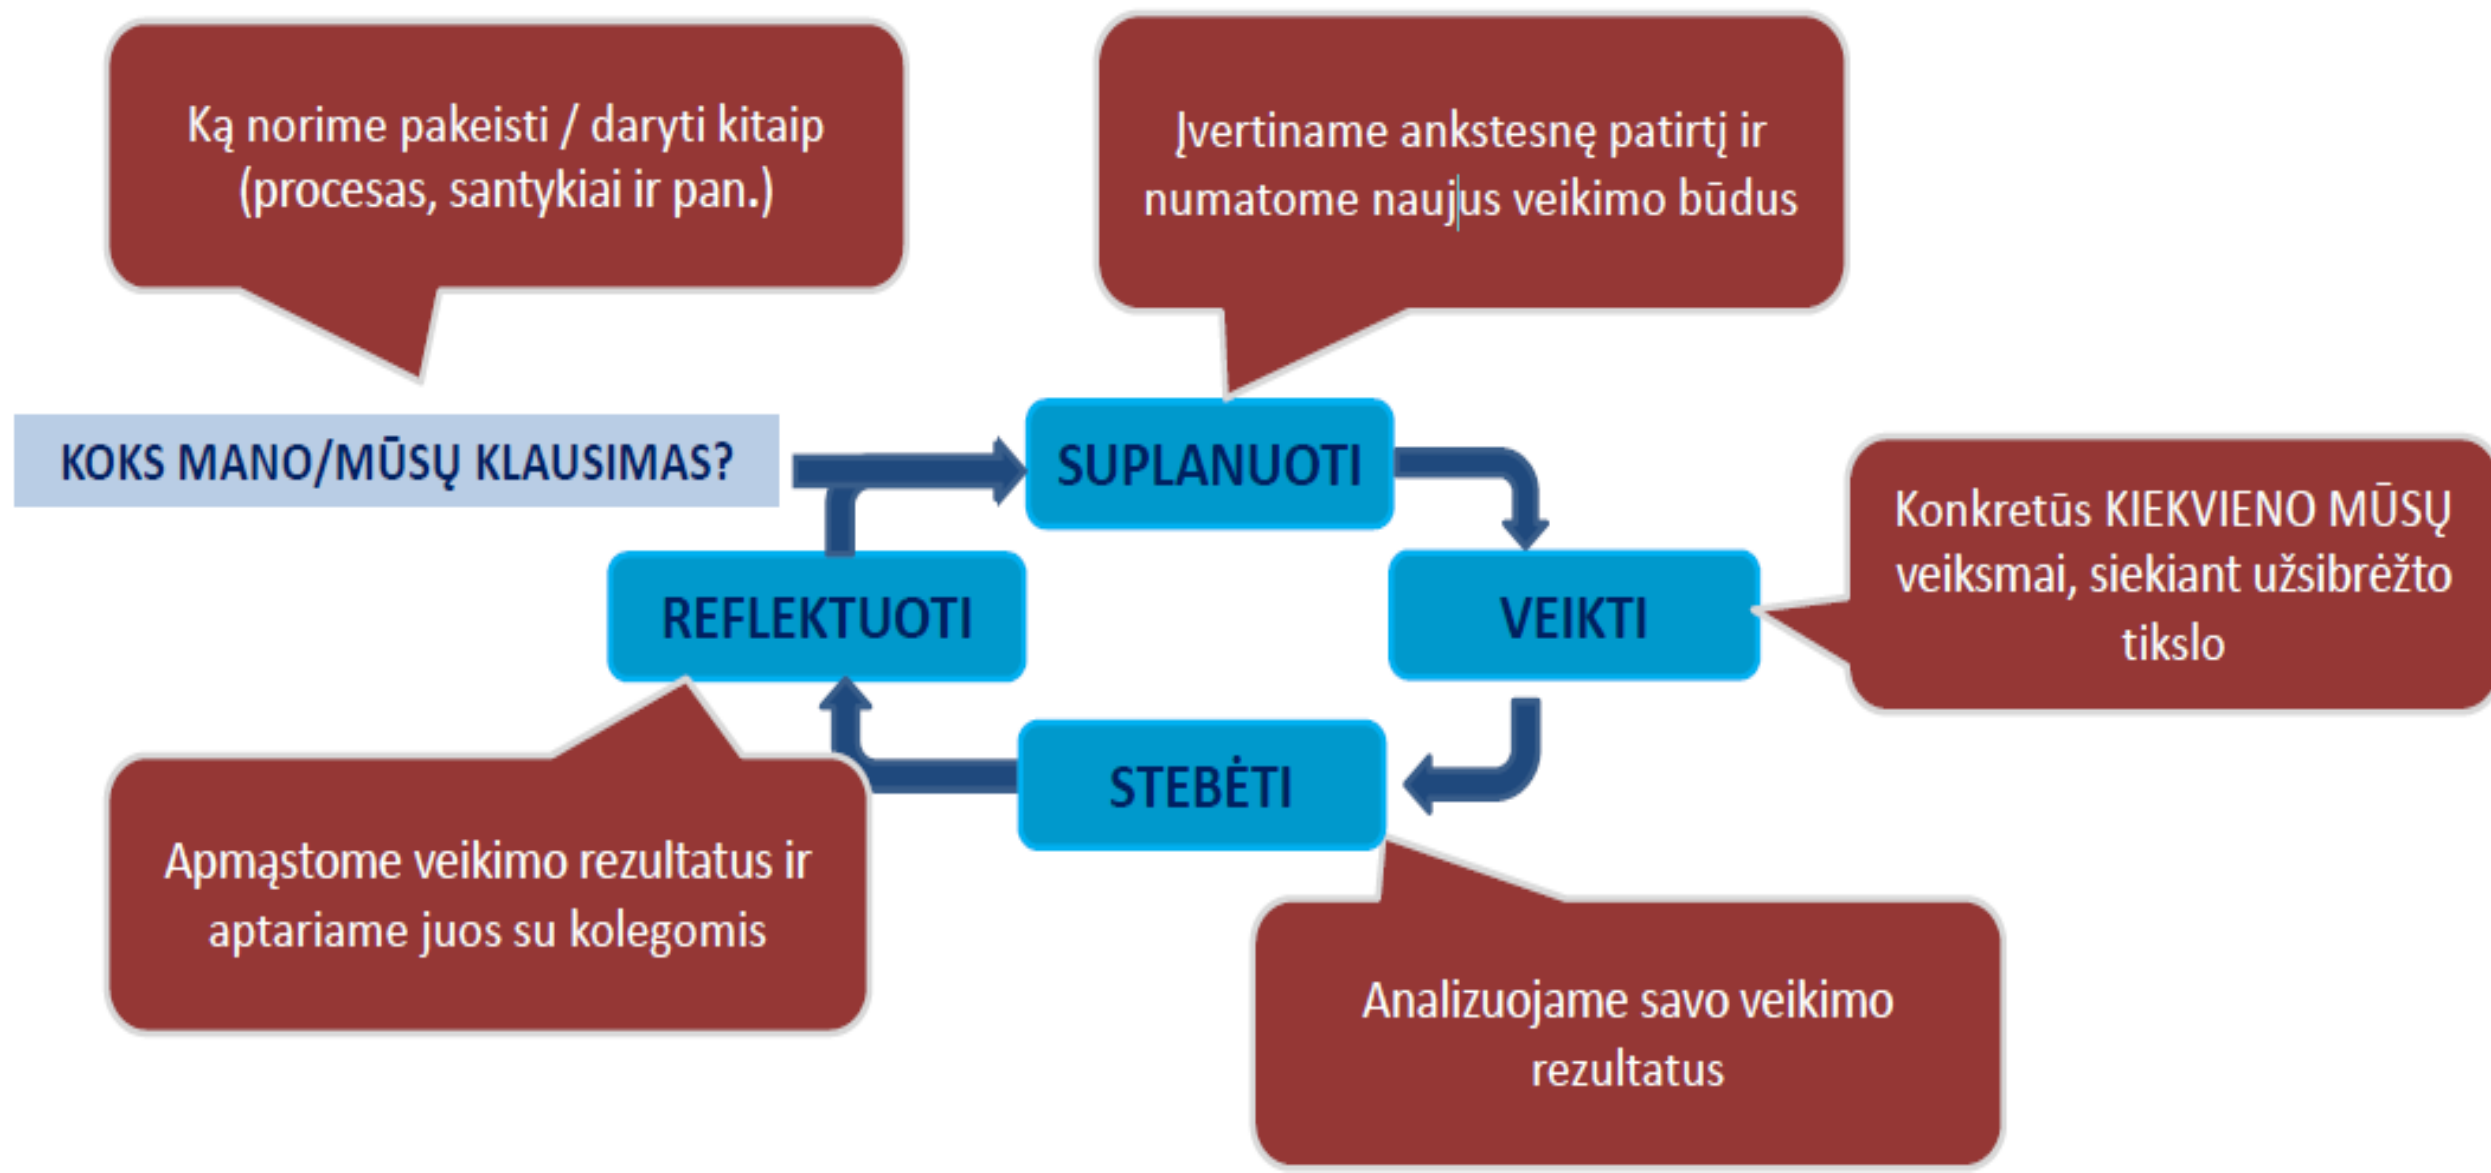 Ką norime pakeisti / daryti kitaip
(procesas, santykiai ir pan.)
Įvertiname ankstesnę patirtį ir
numatome naujus veikimo būdus
KOKS MANO/MŪSŲ KLAUSIMAS?
SUPLANUOTI
Konkretūs KIEKVIENO MŪSŲ
veiksmai, siekiant užsibrėžto
tikslo
REFLEKTUOTI
VEIKTI
STEBĖTI
Apmąstome veikimo rezultatus ir
aptariame juos su kolegomis
Analizuojame savo veikimo
rezultatus